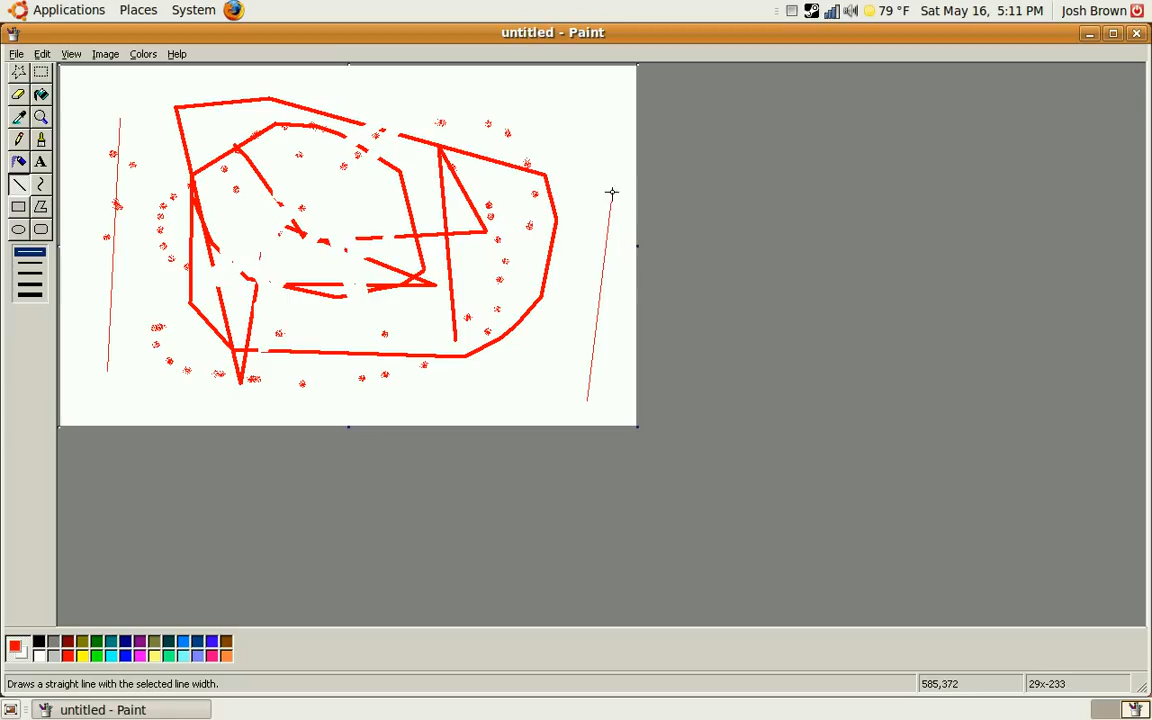 Applications Places System 79 °F Sat May 16, 5:11 PM Josh Brown
untitled - Paint
File Edit View Image Colors Help
A
Draws a straight line with the selected line width. 585,372 29x-233
untitled - Paint